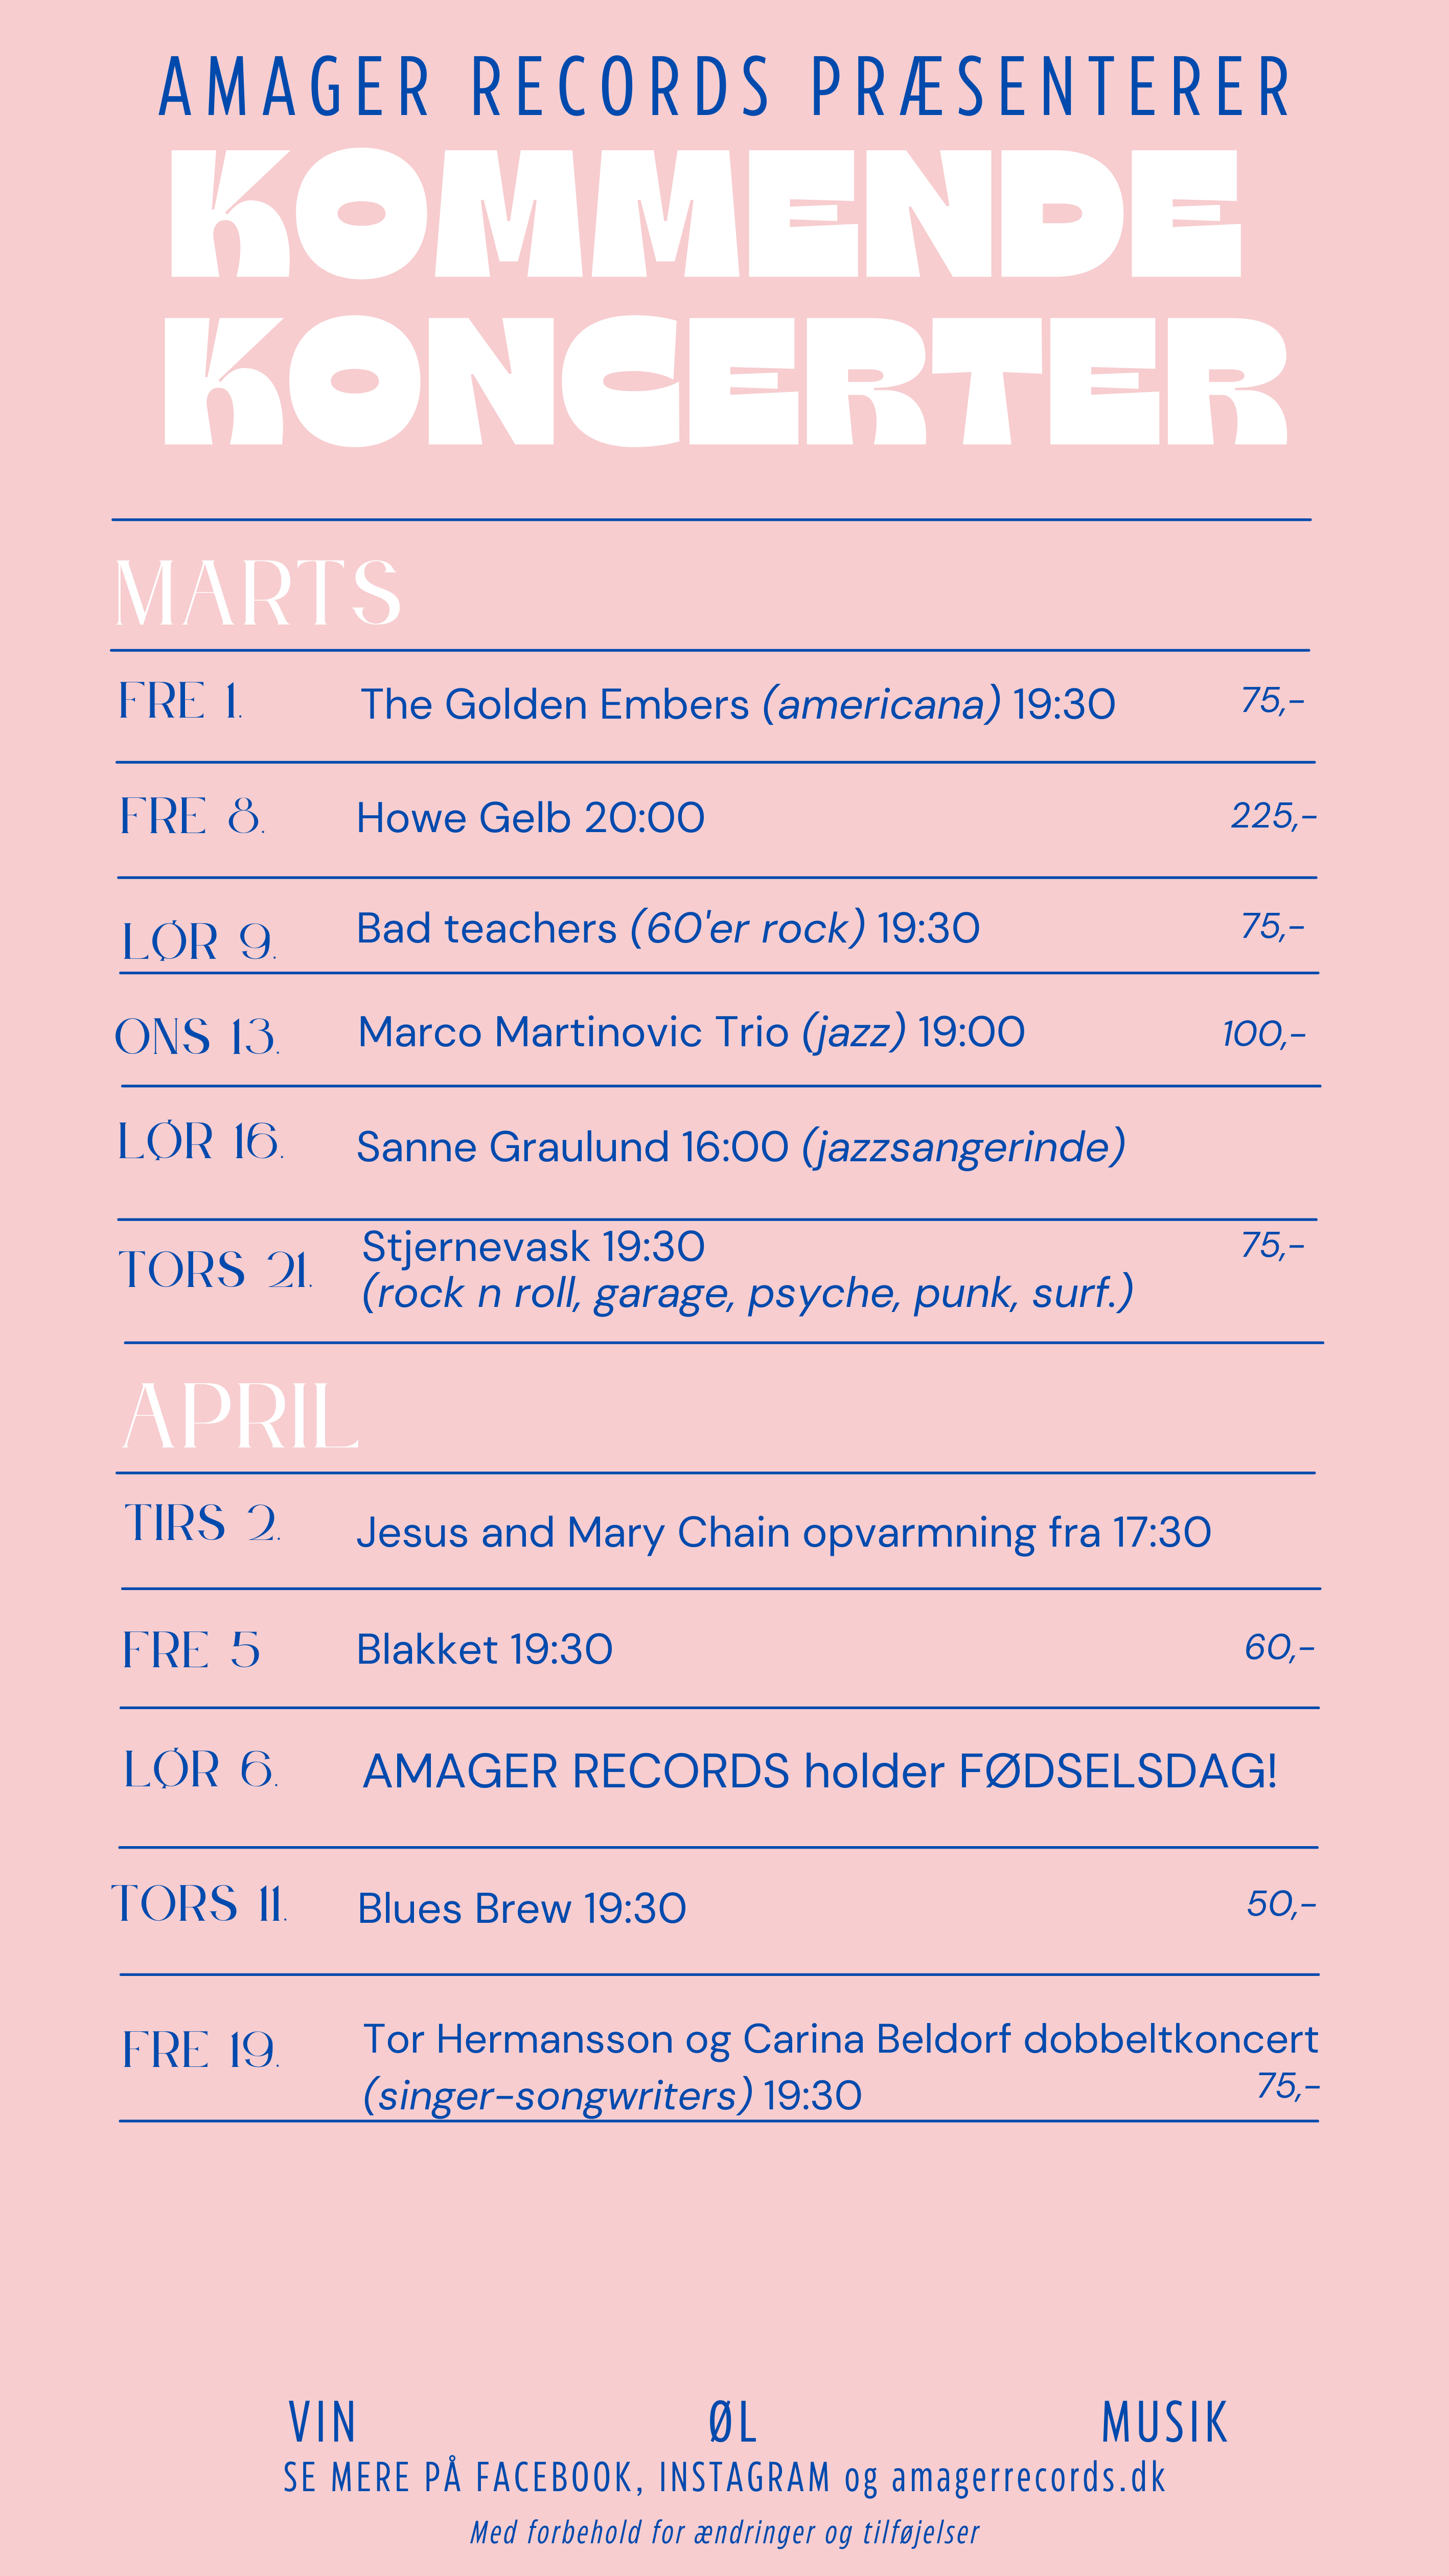 AMAGER RECORDS PRÆSENTERER
KOMMENDE
KONCERTER
MARTS
FRE 1. The Golden Embers (americana) 19:30 75,-
FRE 8. Howe Gelb 20:00 225,-
LØR 9. Bad teachers (60'er rock) 19:30 75,-
ONS 13. Marco Martinovic Trio (jazz) 19:00 100,-
LØR 16. Sanne Graulund 16:00 (jazzsangerinde)
TORS 21. Stjernevask 19:30 75,-
(rock n roll, garage, psyche, punk, surf.)
APRIL
TIRS 2. Jesus and Mary Chain opvarmning fra 17:30
FRE 5 Blakket 19:30 60,-
LØR 6. AMAGER RECORDS holder FØDSELSDAG!
TORS 11. Blues Brew 19:30 50,-
FRE 19. Tor Hermansson og Carina Beldorf dobbeltkoncert
(singer-songwriters) 19:30 75,-
VIN ØL MUSIK
SE MERE PÅ FACEBOOK, INSTAGRAM og amagerrecords.dk
Med forbehold for ændringer og tilføjelser